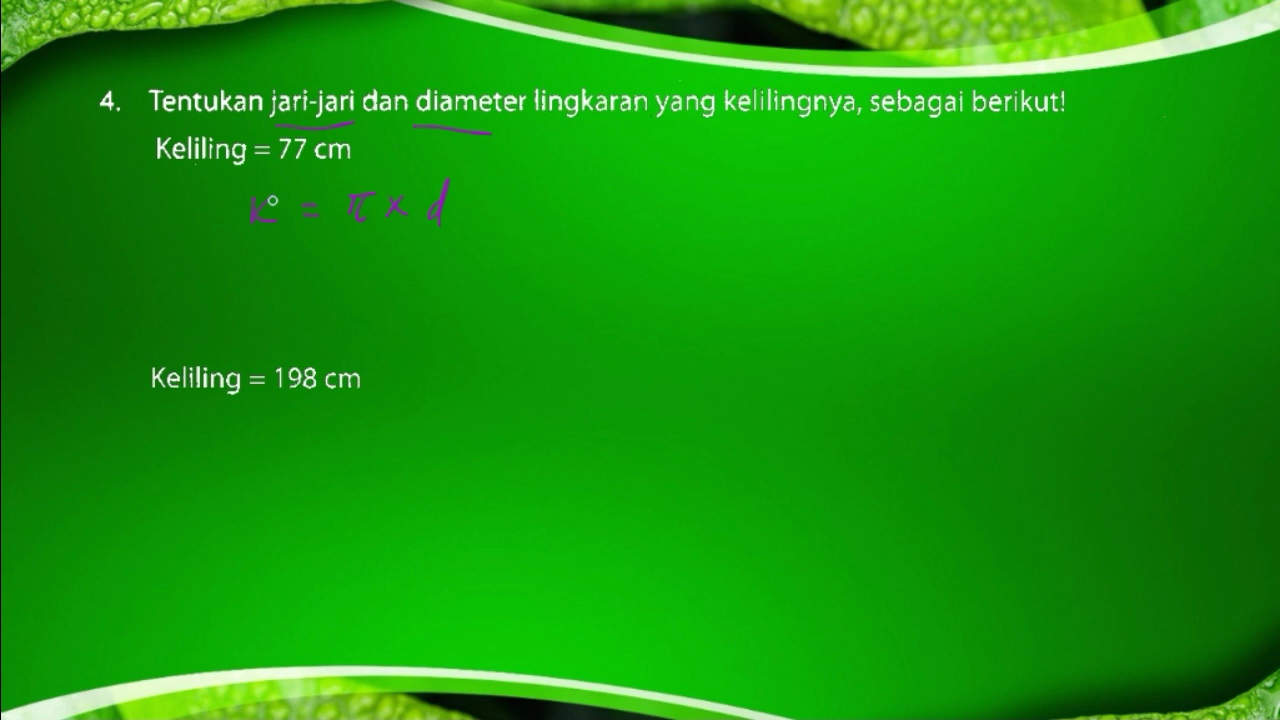 4. Tentukan jari-jari dan diameter lingkaran yang kelilingnya, sebagai berikut!
Keliling = 77 cm
K° = π × d
Keliling = 198 cm